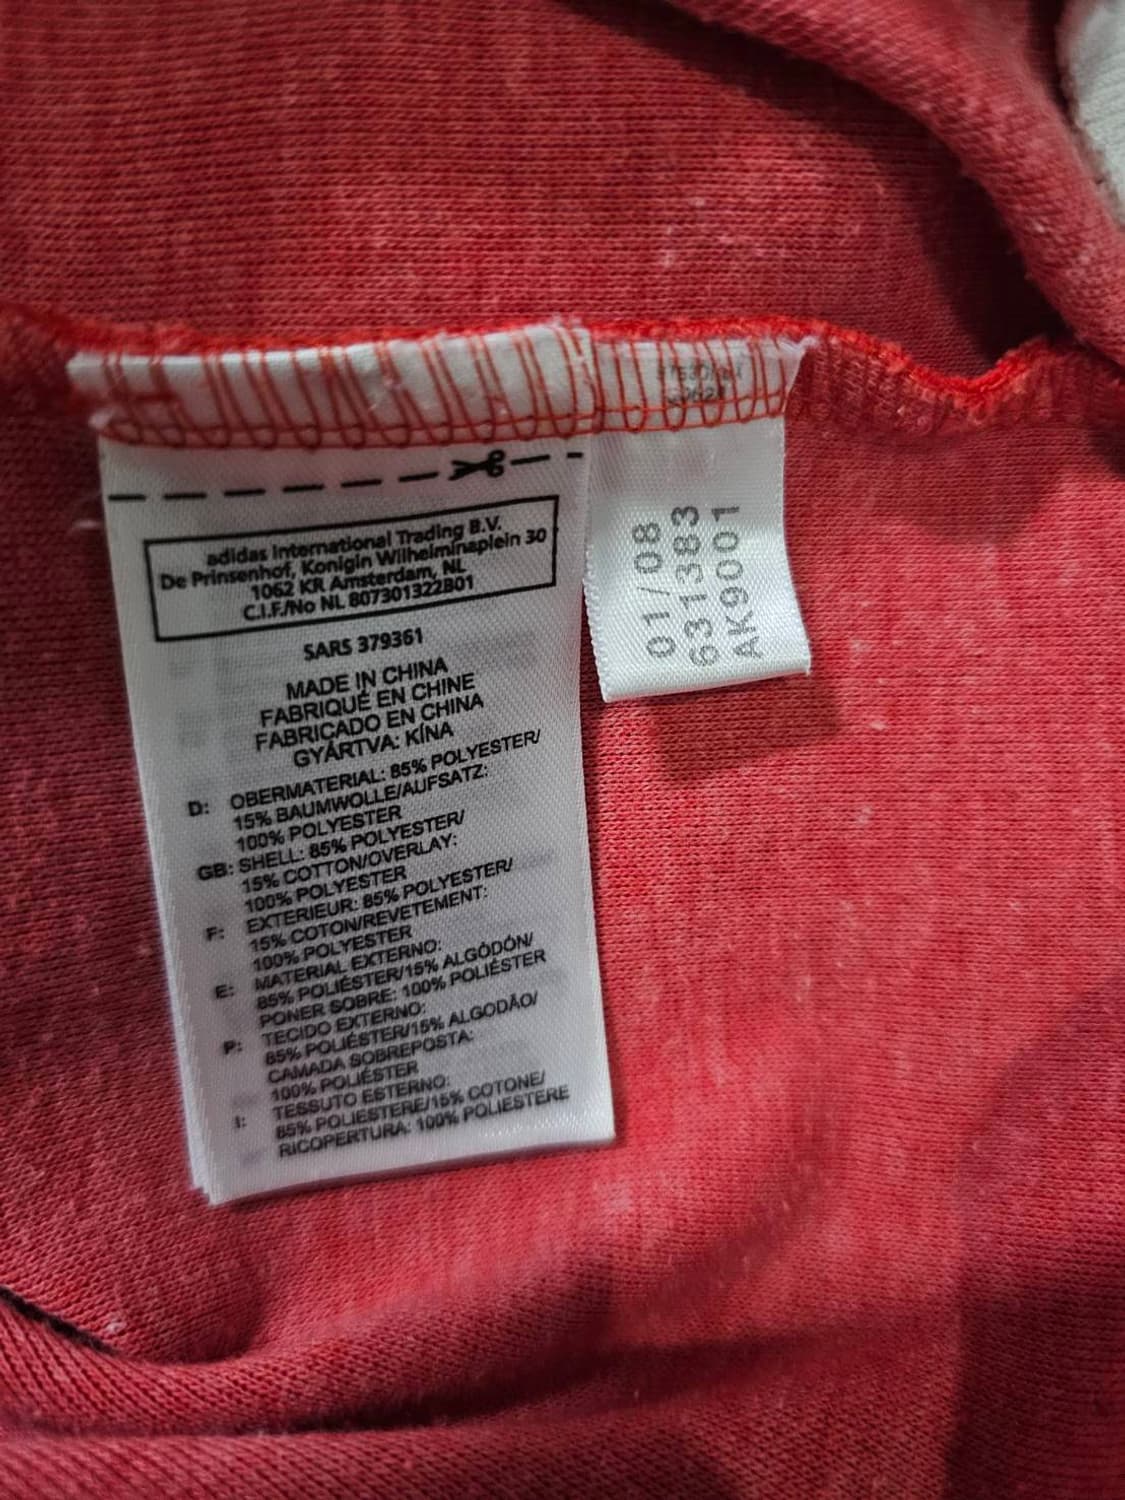 adidas International Trading B.V.
De Prinsenhof, Konigin Wilhelminaplein 30
1062 KR Amsterdam, NL
C.I.F./No NL 807301322B01
SARS 379361
MADE IN CHINA
FABRIQUÉ EN CHINE
FABRICADO EN CHINA
GYÁRTVA: KÍNA
D: OBERMATERIAL: 85% POLYESTER/
15% BAUMWOLLE/AUFSATZ:
100% POLYESTER
GB: SHELL: 85% POLYESTER/
15% COTTON/OVERLAY:
100% POLYESTER
F: EXTERIEUR: 85% POLYESTER/
15% COTON/REVETEMENT:
100% POLYESTER
E: MATERIAL EXTERNO:
85% POLIÉSTER/15% ALGÒDÓN/
PONER SOBRE: 100% POLIÉSTER
P: TECIDO EXTERNO:
85% POLIÉSTER/15% ALGODÃO/
CAMADA SOBREPOSTA:
100% POLIÉSTER
I: TESSUTO ESTERNO:
85% POLIESTERE/15% COTONE/
RICOPERTURA: 100% POLIESTERE
01/08
631383
AK9001